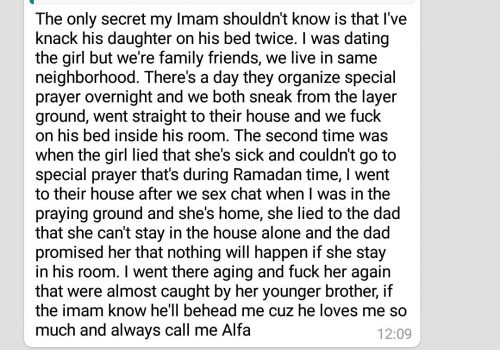 The only secret my Imam shouldn't know is that I've
knack his daughter on his bed twice. I was dating
the girl but we're family friends, we live in same
neighborhood. There's a day they organize special
prayer overnight and we both sneak from the layer
ground, went straight to their house and we fuck
on his bed inside his room. The second time was
when the girl lied that she's sick and couldn't go to
special prayer that's during Ramadan time, I went
to their house after we sex chat when I was in the
praying ground and she's home, she lied to the dad
that she can't stay in the house alone and the dad
promised her that nothing will happen if she stay
in his room. I went there aging and fuck her again
that were almost caught by her younger brother, if
the imam know he'll behead me cuz he loves me so
much and always call me Alfa
12:09